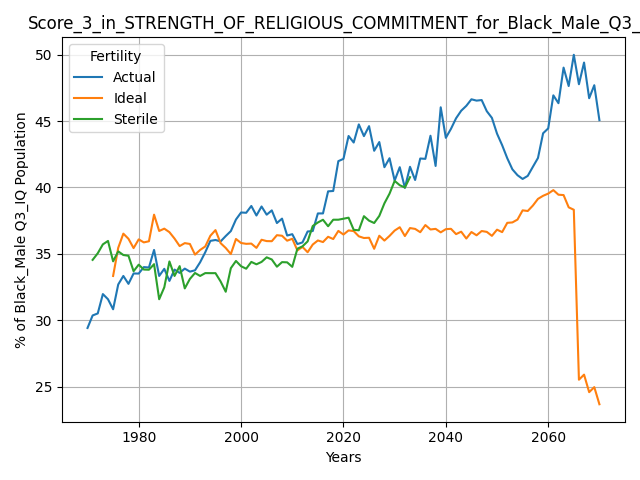 Score_3_in_STRENGTH_OF_RELIGIOUS_COMMITMENT_for_Black_Male_Q3_
Fertility
Actual
Ideal
Sterile
% of Black_Male Q3_IQ Population
50
45
40
35
30
25
1980 2000 2020 2040 2060
Years